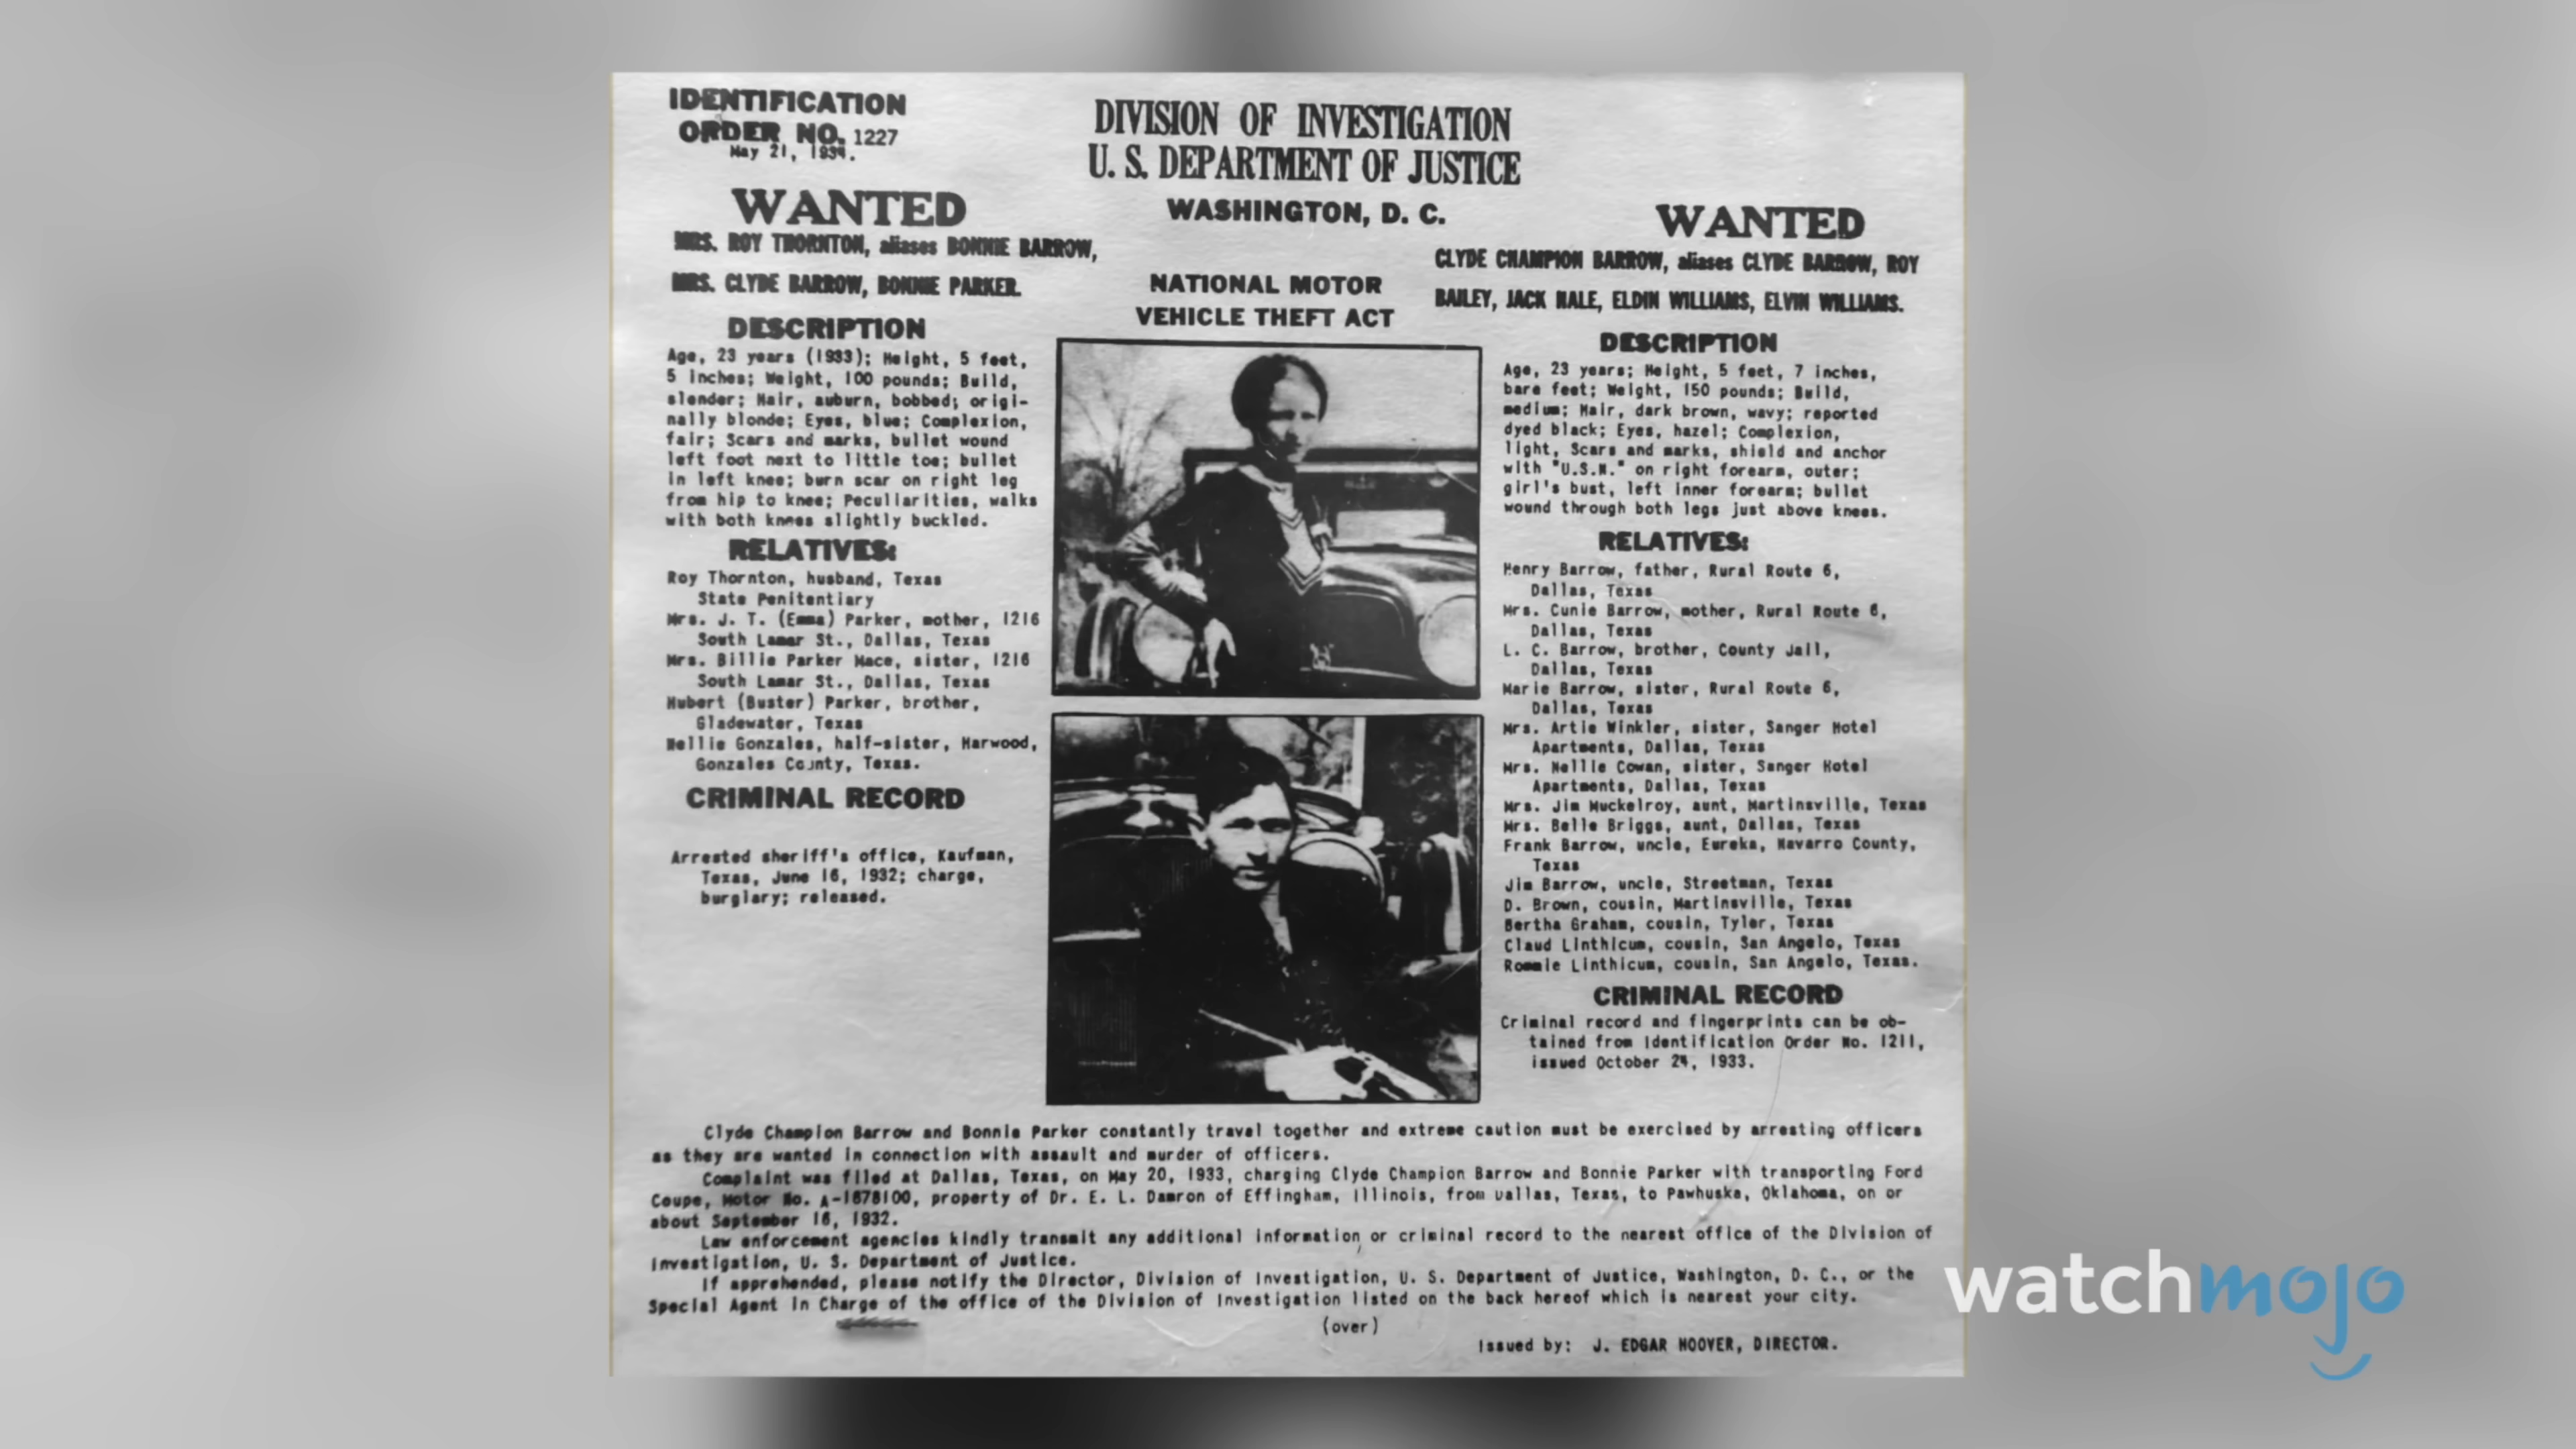 IDENTIFICATION
ORDER NO. 1227
May 21, 1934.
DIVISION OF INVESTIGATION
U. S. DEPARTMENT OF JUSTICE
WASHINGTON, D. C.
NATIONAL MOTOR
VEHICLE THEFT ACT
WANTED
MRS. ROY THORNTON, aliases BONNIE BARROW,
MRS. CLYDE BARROW, BONNIE PARKER.
DESCRIPTION
Age, 23 years (1933); Height, 5 feet,
5 inches; Weight, 100 pounds; Build,
slender; Hair, auburn, bobbed; origi-
nally blonde; Eyes, blue; Complexion,
fair; Scars and marks, bullet wound
left foot next to little toe; bullet
in left knee; burn scar on right leg
from hip to knee; Peculiarities, walks
with both knees slightly buckled.
RELATIVES:
Roy Thornton, husband, Texas
State Penitentiary
Mrs. J. T. (Emma) Parker, mother, 1216
South Lamar St., Dallas, Texas
Mrs. Billie Parker Mace, sister, 1216
South Lamar St., Dallas, Texas
Hubert (Buster) Parker, brother,
Gladewater, Texas
Nellie Gonzales, half-sister, Harwood,
Gonzales County, Texas.
CRIMINAL RECORD
Arrested sheriff's office, Kaufman,
Texas, June 16, 1932; charge,
burglary; released.
WANTED
CLYDE CHAMPION BARROW, aliases CLYDE BARROW, ROY
BAILEY, JACK HALE, ELDIN WILLIAMS, ELVIN WILLIAMS.
DESCRIPTION
Age, 23 years; Height, 5 feet, 7 inches,
bare feet; Weight, 150 pounds; Build,
medium; Hair, dark brown, wavy; reported
dyed black; Eyes, hazel; Complexion,
light, Scars and marks, shield and anchor
with "U.S.N." on right forearm, outer;
girl's bust, left inner forearm; bullet
wound through both legs just above knees.
RELATIVES:
Henry Barrow, father, Rural Route 6,
Dallas, Texas
Mrs. Cunie Barrow, mother, Rural Route 6,
Dallas, Texas
L. C. Barrow, brother, County Jail,
Dallas, Texas
Marie Barrow, sister, Rural Route 6,
Dallas, Texas
Mrs. Artie Winkler, sister, Sanger Hotel
Apartments, Dallas, Texas
Mrs. Nellie Cowan, sister, Sanger Hotel
Apartments, Dallas, Texas
Mrs. Jim Muckelroy, aunt, Martinsville, Texas
Mrs. Belle Briggs, aunt, Dallas, Texas
Frank Barrow, uncle, Eureka, Navarro County,
Texas
Jim Barrow, uncle, Streetman, Texas
D. Brown, cousin, Martinsville, Texas
Bertha Graham, cousin, Tyler, Texas
Claud Linthicum, cousin, San Angelo, Texas
Rommie Linthicum, cousin, San Angelo, Texas.
CRIMINAL RECORD
Criminal record and fingerprints can be ob-
tained from Identification Order No. 1211,
issued October 24, 1933.
Clyde Champion Barrow and Bonnie Parker constantly travel together and extreme caution must be exercised by arresting officers
as they are wanted in connection with assault and murder of officers.
Complaint was filed at Dallas, Texas, on May 20, 1933, charging Clyde Champion Barrow and Bonnie Parker with transporting Ford
Coupe, Motor No. A-1878100, property of Dr. E. L. Damron of Effingham, Illinois, from Dallas, Texas, to Pawhuska, Oklahoma, on or
about September 16, 1932.
Law enforcement agencies kindly transmit any additional information or criminal record to the nearest office of the Division of
Investigation, U. S. Department of Justice.
If apprehended, please notify the Director, Division of Investigation, U. S. Department of Justice, Washington, D. C., or the
Special Agent in Charge of the office of the Division of Investigation listed on the back hereof which is nearest your city.
(over)
Issued by: J. EDGAR HOOVER, DIRECTOR.
watchmojo